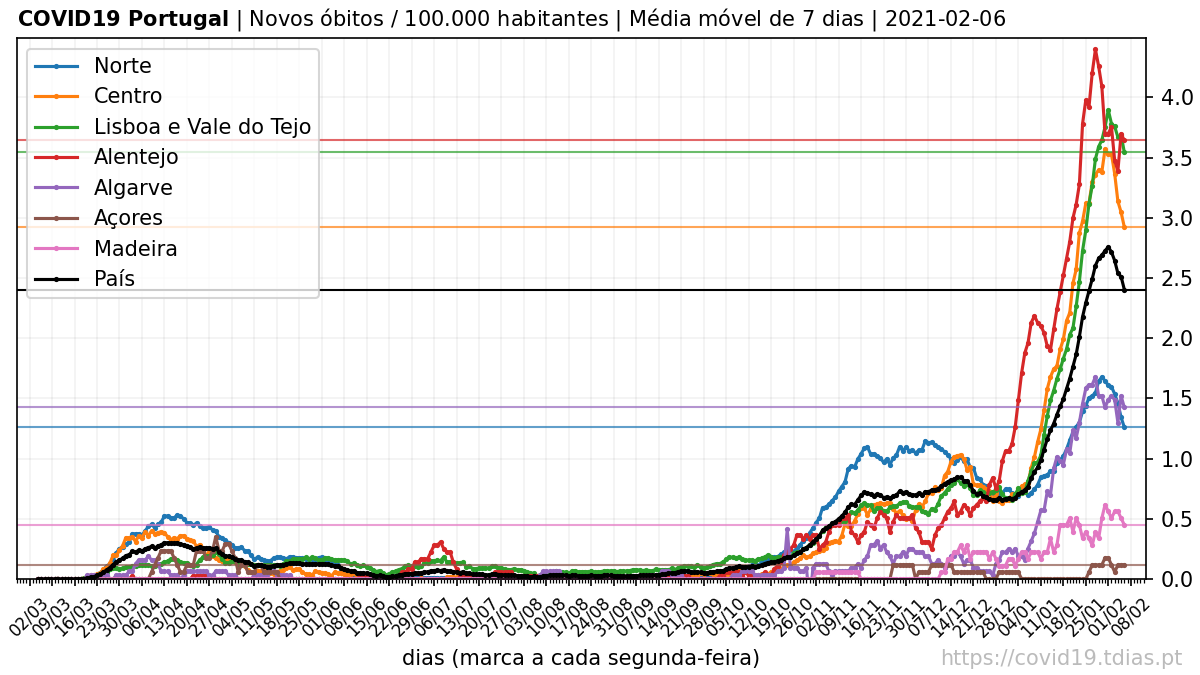 COVID19 Portugal | Novos óbitos / 100.000 habitantes | Média móvel de 7 dias | 2021-02-06
Norte
Centro
Lisboa e Vale do Tejo
Alentejo
Algarve
Açores
Madeira
País
4.0
3.5
3.0
2.5
2.0
1.5
1.0
0.5
0.0
02/03 09/03 16/03 23/03 30/03 06/04 13/04 20/04 27/04 04/05 11/05 18/05 25/05 01/06 08/06 15/06 22/06 29/06 06/07 13/07 20/07 27/07 03/08 10/08 17/08 24/08 31/08 07/09 14/09 21/09 28/09 05/10 12/10 19/10 26/10 02/11 09/11 16/11 23/11 30/11 07/12 14/12 21/12 28/12 04/01 11/01 18/01 25/01 01/02 08/02
dias (marca a cada segunda-feira)
https://covid19.tdias.pt